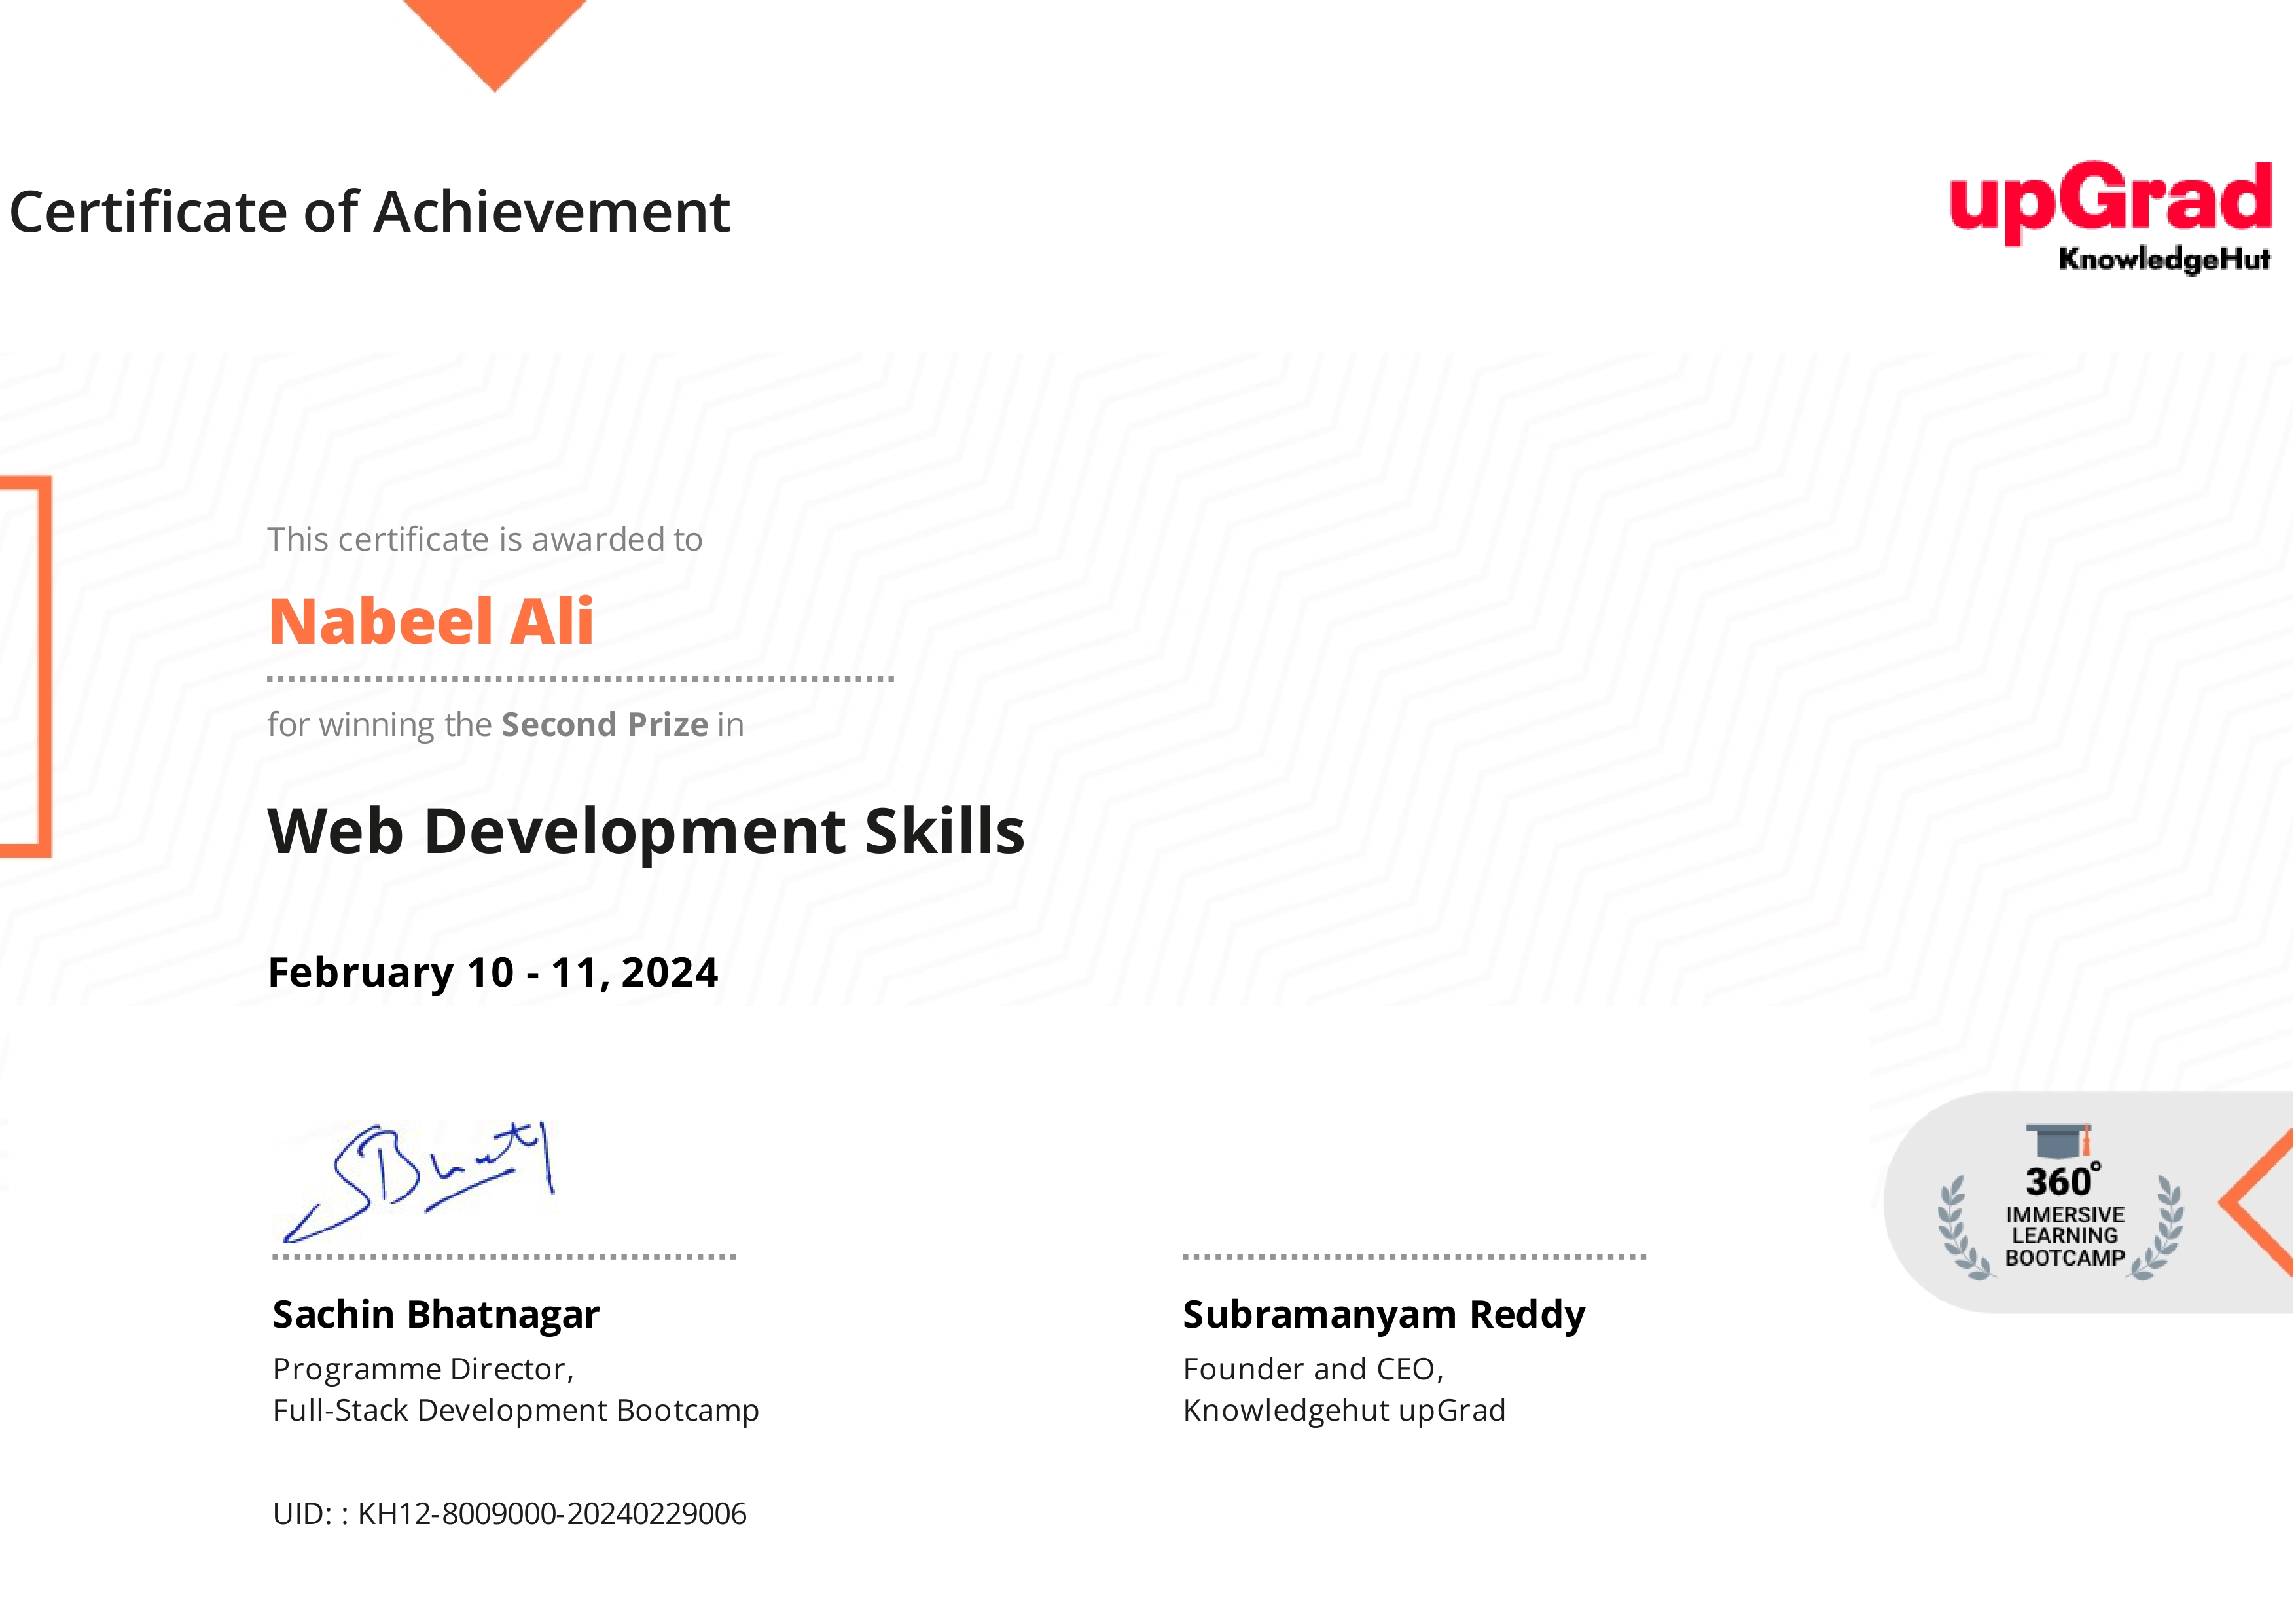 Certificate of Achievement
upGrad
KnowledgeHut
This certificate is awarded to
Nabeel Ali
for winning the Second Prize in
Web Development Skills
February 10 - 11, 2024
SBhat
360°
IMMERSIVE
LEARNING
BOOTCAMP
Sachin Bhatnagar
Programme Director,
Full-Stack Development Bootcamp
Subramanyam Reddy
Founder and CEO,
Knowledgehut upGrad
UID: : KH12-8009000-20240229006